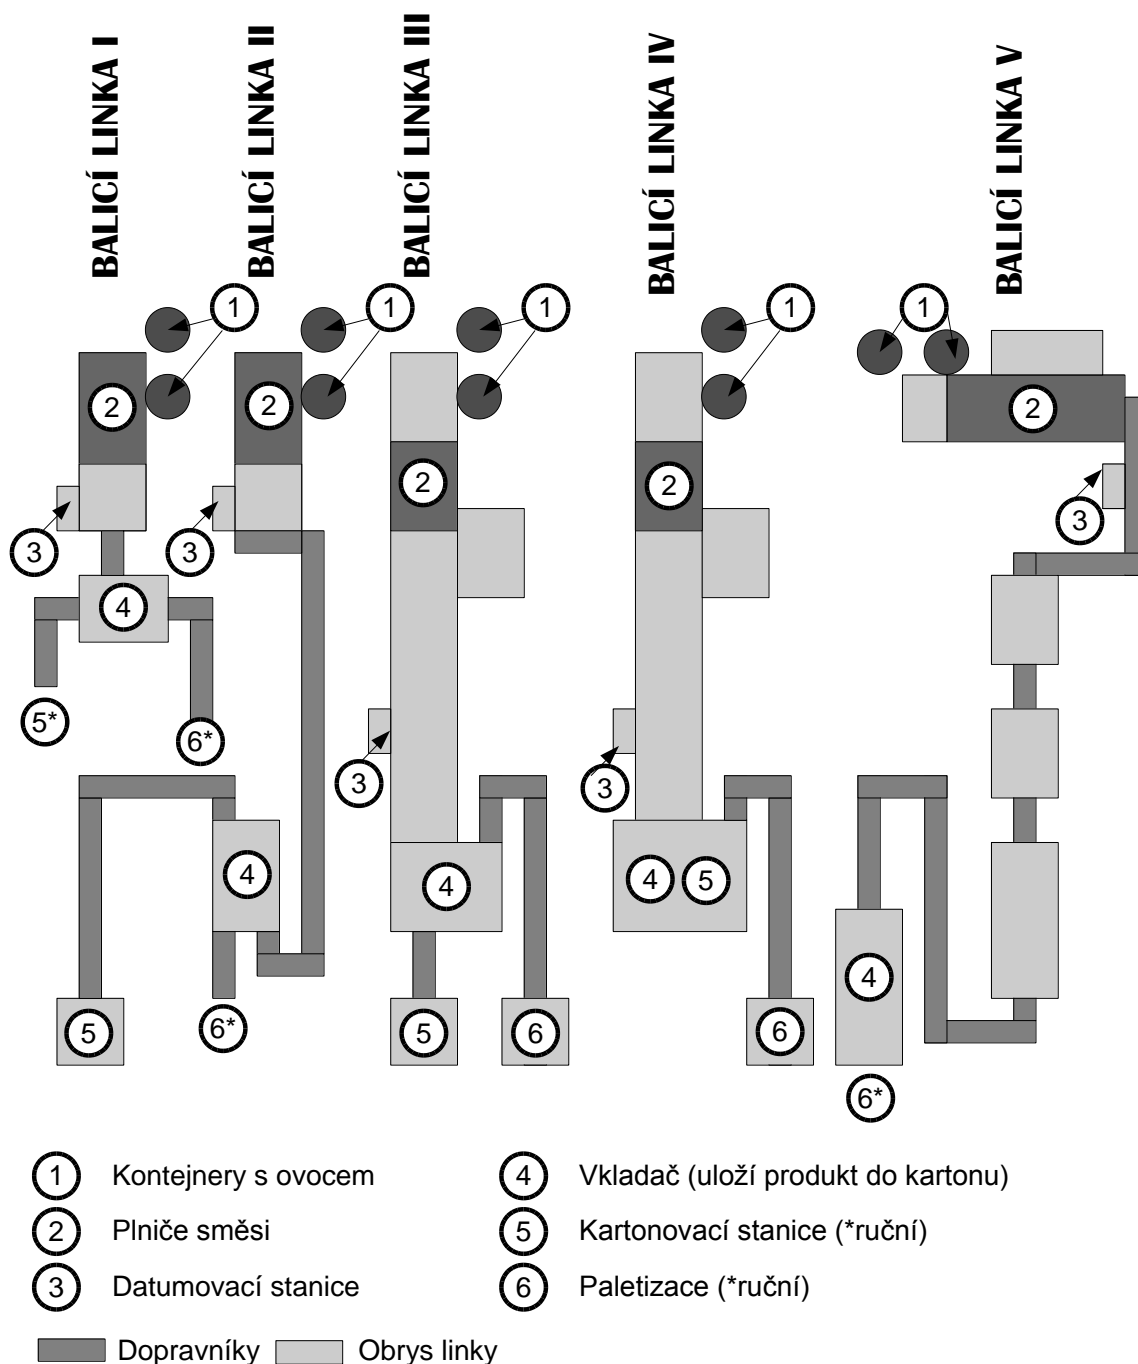 BALICÍ LINKA I
BALICÍ LINKA II
BALICÍ LINKA III
BALICÍ LINKA IV
BALICÍ LINKA V
1
1
1
1
1
2
2
2
2
2
3
3
3
4
5*
6*
3
3
4
4
4
5
4
5
6*
5
6
6
6*
1 Kontejnery s ovocem
2 Plniče směsi
3 Datumovací stanice
4 Vkladač (uloží produkt do kartonu)
5 Kartonovací stanice (*ruční)
6 Paletizace (*ruční)
Dopravníky
Obrys linky